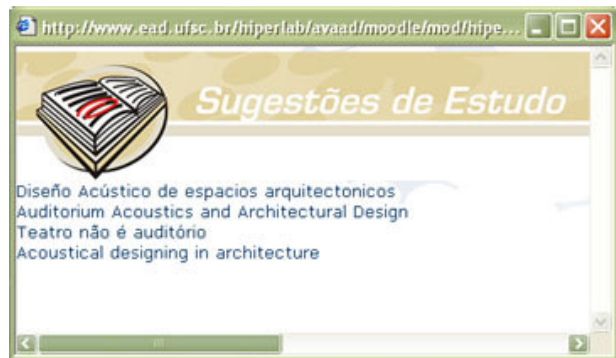 http://www.ead.ufsc.br/hiperlab/avaad/moodle/mod/hipe...
Sugestões de Estudo
Diseño Acústico de espacios arquitectonicos
Auditorium Acoustics and Architectural Design
Teatro não é auditório
Acoustical designing in architecture